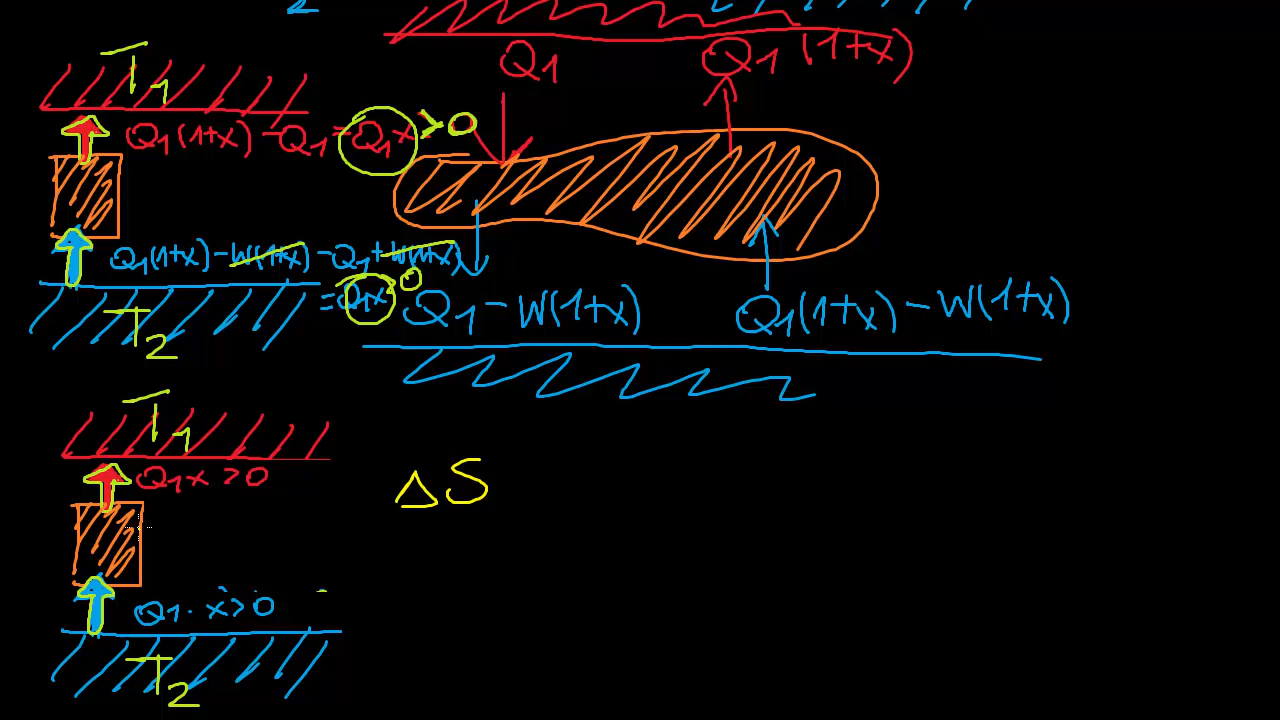 Q1 Q1 (1+x)
T1
Q1(1+x) - Q1 = Q1x > 0
Q1(1+x) - W(1+x) - Q1 + W(1+x)
= Q1x > 0
Q1 - W(1+x) Q1(1+x) - W(1+x)
T2
T1
Q1x > 0
ΔS
Q1 · x > 0
T2